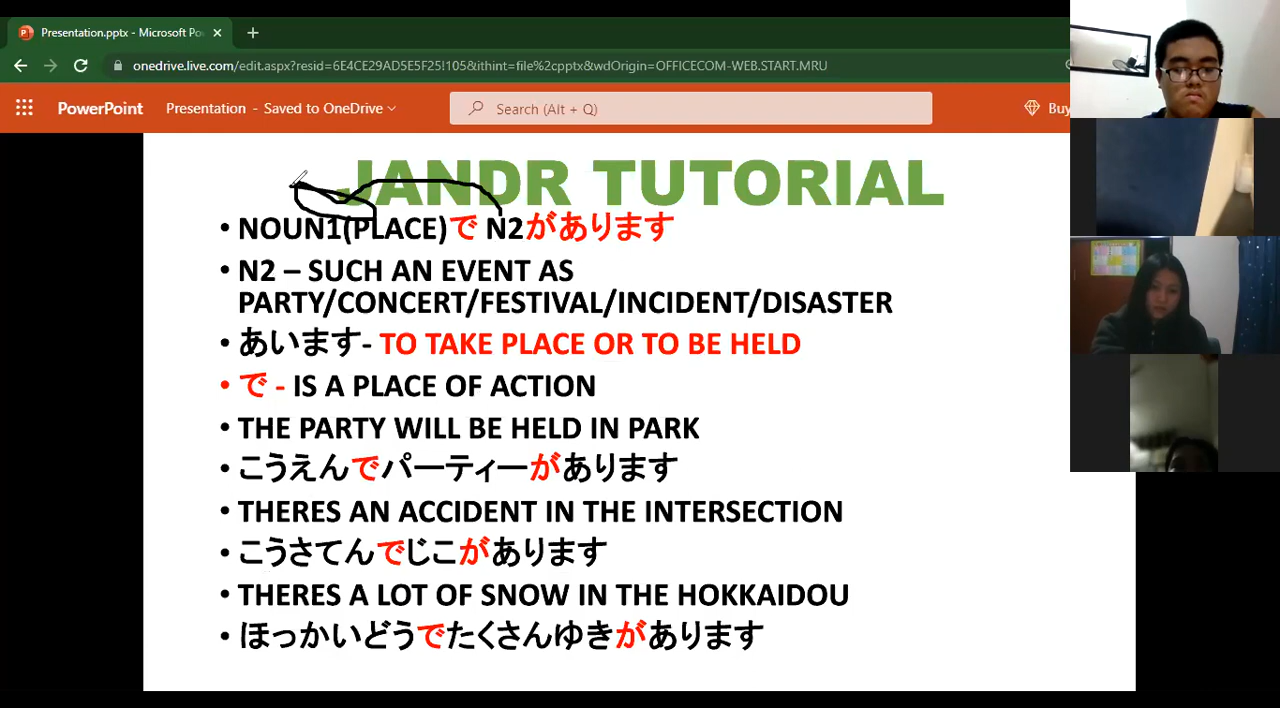 Presentation.pptx - Microsoft Po
onedrive.live.com/edit.aspx?resid=6E4CE29AD5E5F25!105&ithint=file%2cpptx&wdOrigin=OFFICECOM-WEB.START.MRU
PowerPoint Presentation - Saved to OneDrive Search (Alt + Q) Buy
JANDR TUTORIAL
• NOUN1(PLACE)で N2があります
• N2 – SUCH AN EVENT AS
PARTY/CONCERT/FESTIVAL/INCIDENT/DISASTER
• あいます- TO TAKE PLACE OR TO BE HELD
• で - IS A PLACE OF ACTION
• THE PARTY WILL BE HELD IN PARK
• こうえんでパーティーがあります
• THERES AN ACCIDENT IN THE INTERSECTION
• こうさてんでじこがあります
• THERES A LOT OF SNOW IN THE HOKKAIDOU
• ほっかいどうでたくさんゆきがあります